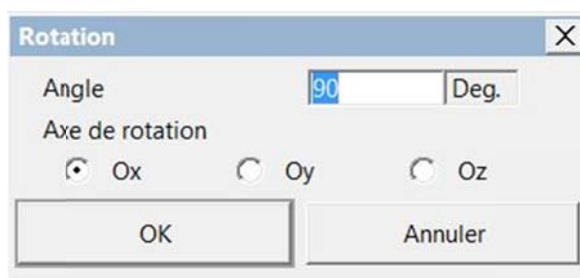 Rotation
Angle 90 Deg.
Axe de rotation
Ox Oy Oz
OK Annuler